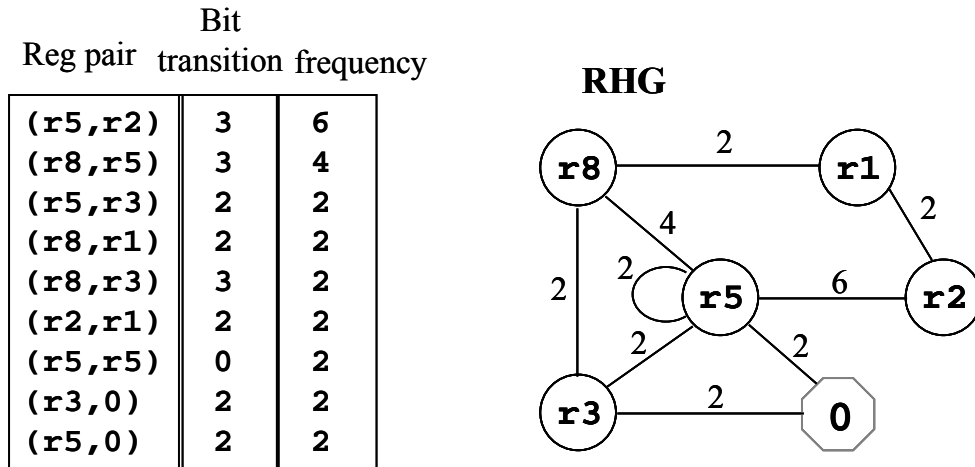 Reg pair Bit transition frequency
(r5,r2) 3 6
(r8,r5) 3 4
(r5,r3) 2 2
(r8,r1) 2 2
(r8,r3) 3 2
(r2,r1) 2 2
(r5,r5) 0 2
(r3,0) 2 2
(r5,0) 2 2
RHG
r8 2 r1
4 2
2 2 r5 6 r2
2 2
r3 2 0